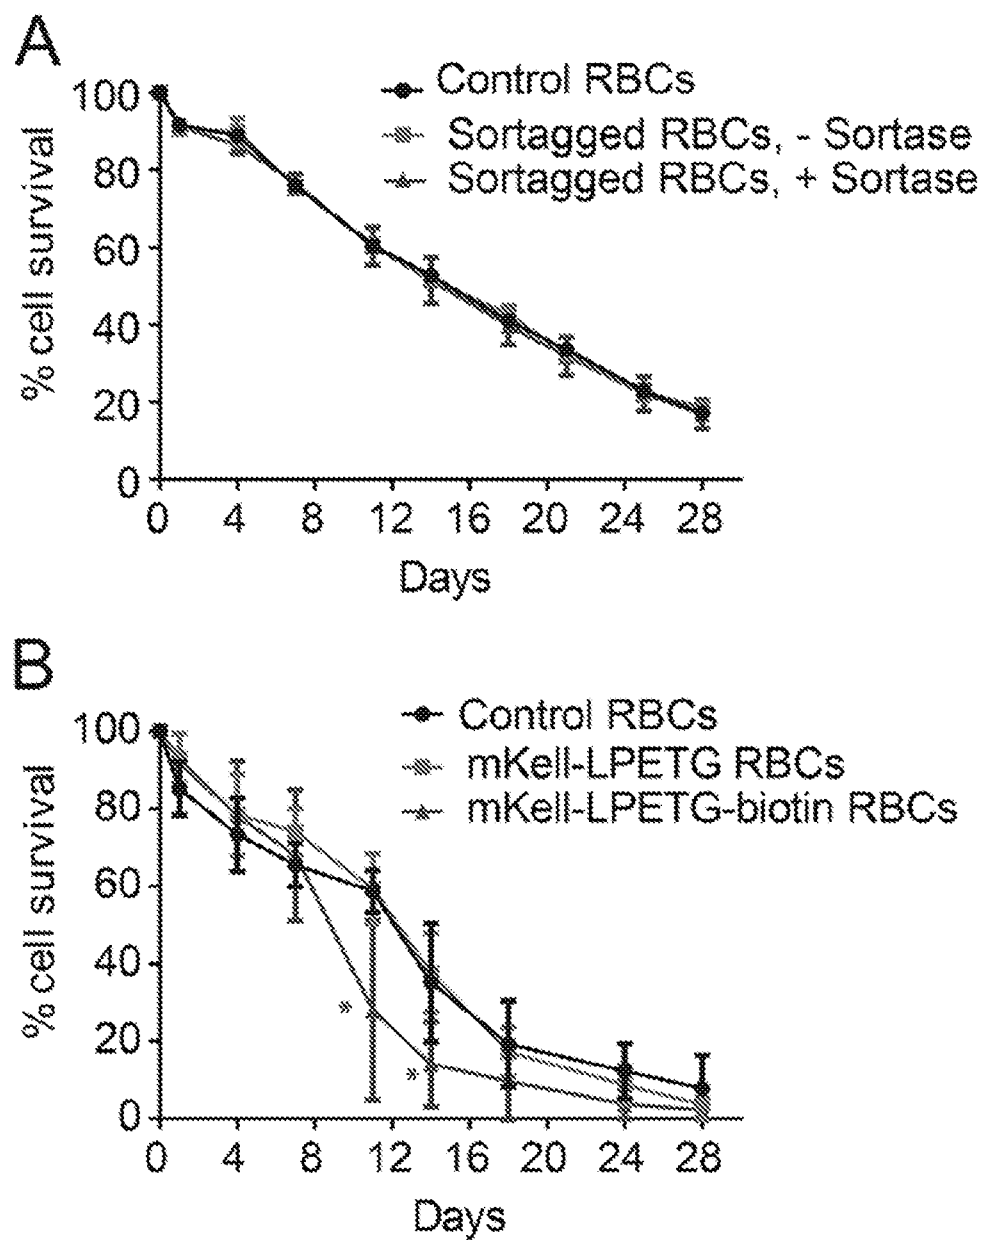 A
100
80
60
40
20
0
% cell survival
Control RBCs
Sortagged RBCs, - Sortase
Sortagged RBCs, + Sortase
0 4 8 12 16 20 24 28
Days
B
100
80
60
40
20
0
% cell survival
Control RBCs
mKell-LPETG RBCs
mKell-LPETG-biotin RBCs
*
*
0 4 8 12 16 20 24 28
Days